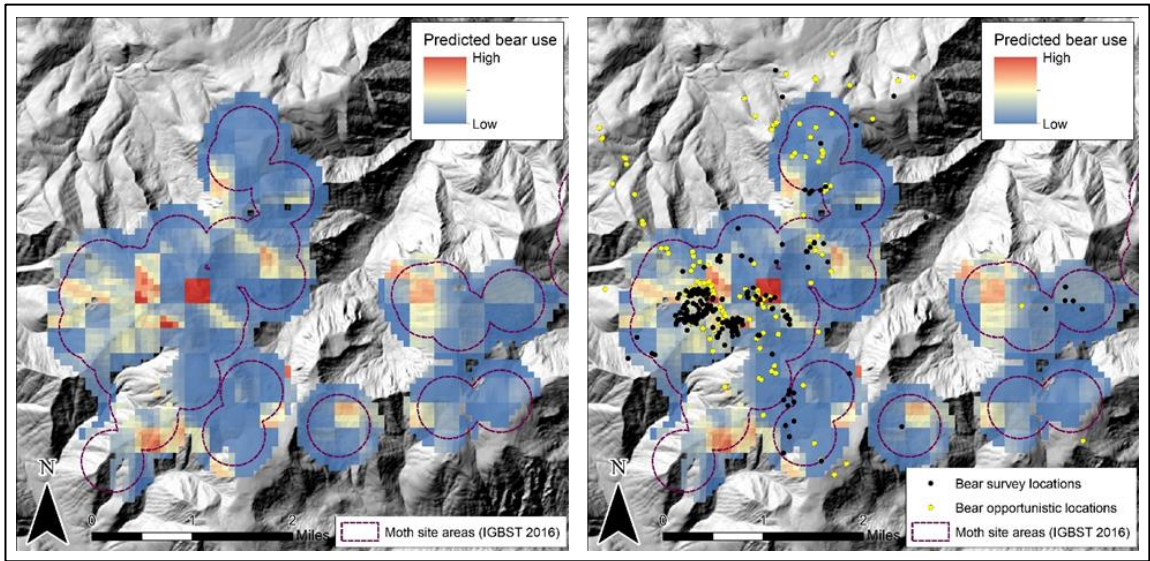 Predicted bear use
High
Low
N
0 1 2
Miles
Moth site areas (IGBST 2016)
Predicted bear use
High
Low
N
0 1 2
Miles
Bear survey locations
Bear opportunistic locations
Moth site areas (IGBST 2016)